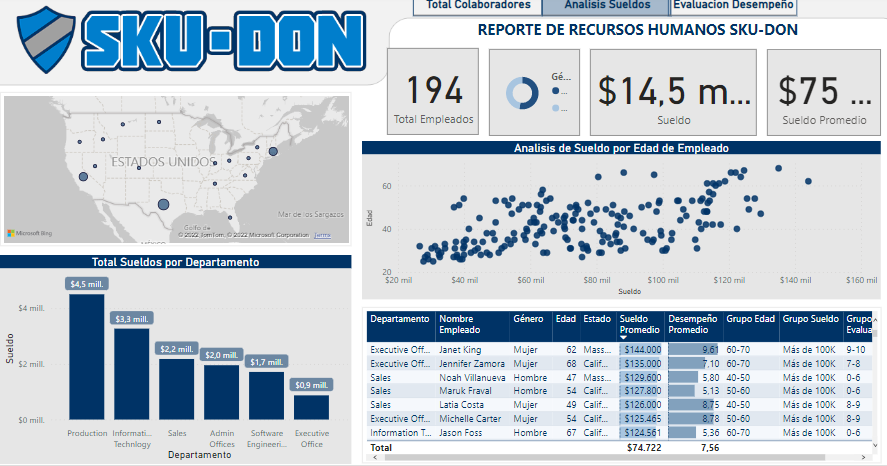 SKU-DON
Total Colaboradores
Analisis Sueldos
Evaluacion Desempeño
REPORTE DE RECURSOS HUMANOS SKU-DON
194
Total Empleados
Gé...
...
...
$14,5 m...
Sueldo
$75 ...
Sueldo Promedio
ESTADOS UNIDOS
Mar de los Sargazos
Golfo de
MÉXICO
Microsoft Bing
© 2022 TomTom, © 2022 Microsoft Corporation Terms
Analisis de Sueldo por Edad de Empleado
Edad
60
40
20
$20 mil $40 mil $60 mil $80 mil $100 mil $120 mil $140 mil $160 mil
Sueldo
Total Sueldos por Departamento
Sueldo
$4 mill.
$2 mill.
$0 mill.
$4,5 mill.
$3,3 mill.
$2,2 mill.
$2,0 mill.
$1,7 mill.
$0,9 mill.
Production
Informati...
Technlogy
Sales
Admin
Offices
Software
Engineeri...
Executive
Office
Departamento
Departamento Nombre Empleado Género Edad Estado Sueldo Promedio Desempeño Promedio Grupo Edad Grupo Sueldo Grupo Evalua
Executive Off... Janet King Mujer 62 Mass... $144.000 9,61 60-70 Más de 100K 9-10
Executive Off... Jennifer Zamora Mujer 68 Calif... $135.000 7,10 60-70 Más de 100K 7-8
Sales Noah Villanueva Hombre 47 Mass... $129.600 5,80 40-50 Más de 100K 0-6
Sales Maruk Fraval Hombre 54 Calif... $127.800 5,13 50-60 Más de 100K 0-6
Sales Latia Costa Mujer 49 Calif... $126.000 8,75 40-50 Más de 100K 8-9
Executive Off... Michelle Carter Mujer 54 Calif... $125.465 8,78 50-60 Más de 100K 8-9
Information T... Jason Foss Hombre 67 Calif... $124.561 5,36 60-70 Más de 100K 0-6
Total $74.722 7,56